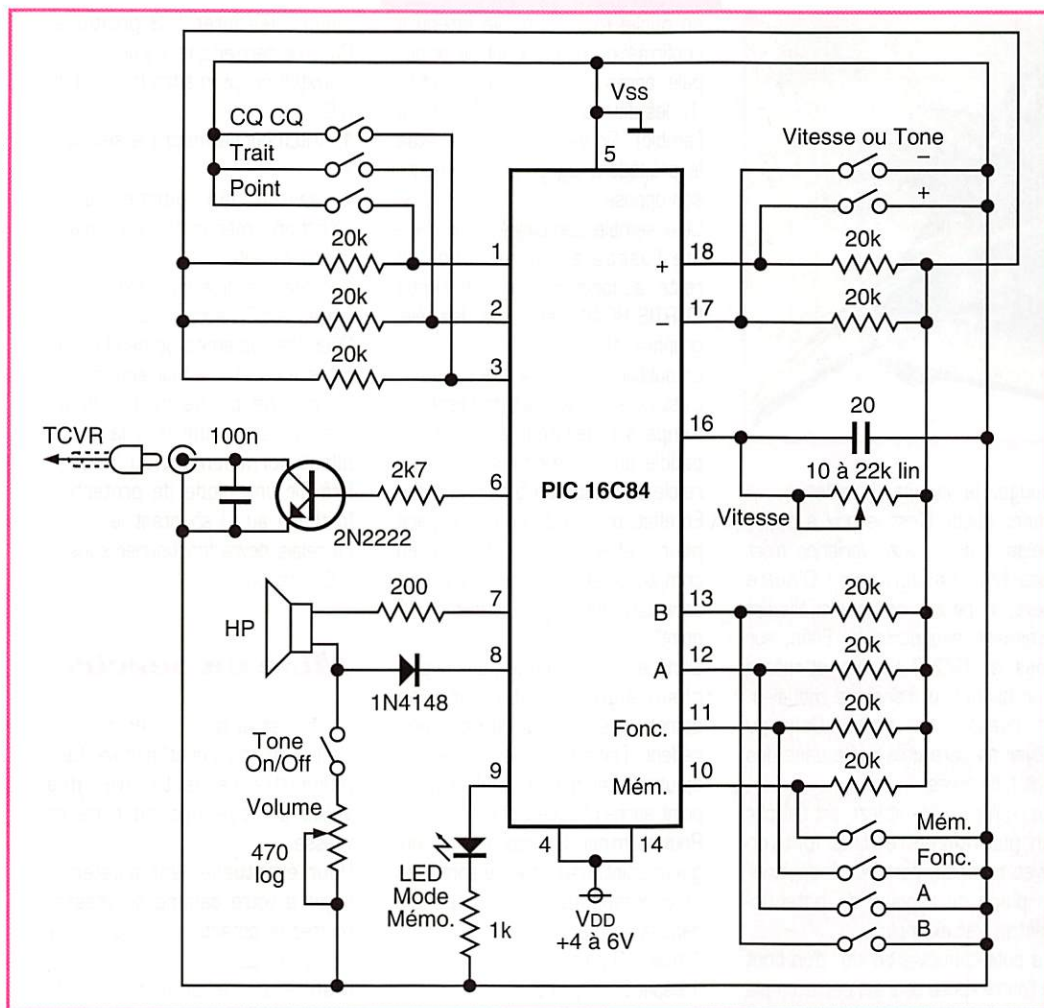 Vss
CQ CQ
Trait
Point
5
Vitesse ou Tone
−
+
20k
1
18
20k
+
20k
2
17
20k
−
20k
3
16
20
TCVR
100n
2k7
6
PIC 16C84
10 à 22k lin
Vitesse
2N2222
200
7
13
20k
B
HP
8
12
20k
A
1N4148
11
20k
Fonc.
Tone
On/Off
9
10
20k
Mém.
Volume
470
log
LED
Mode
Mémo.
1k
4
14
VDD
+4 à 6V
Mém.
Fonc.
A
B